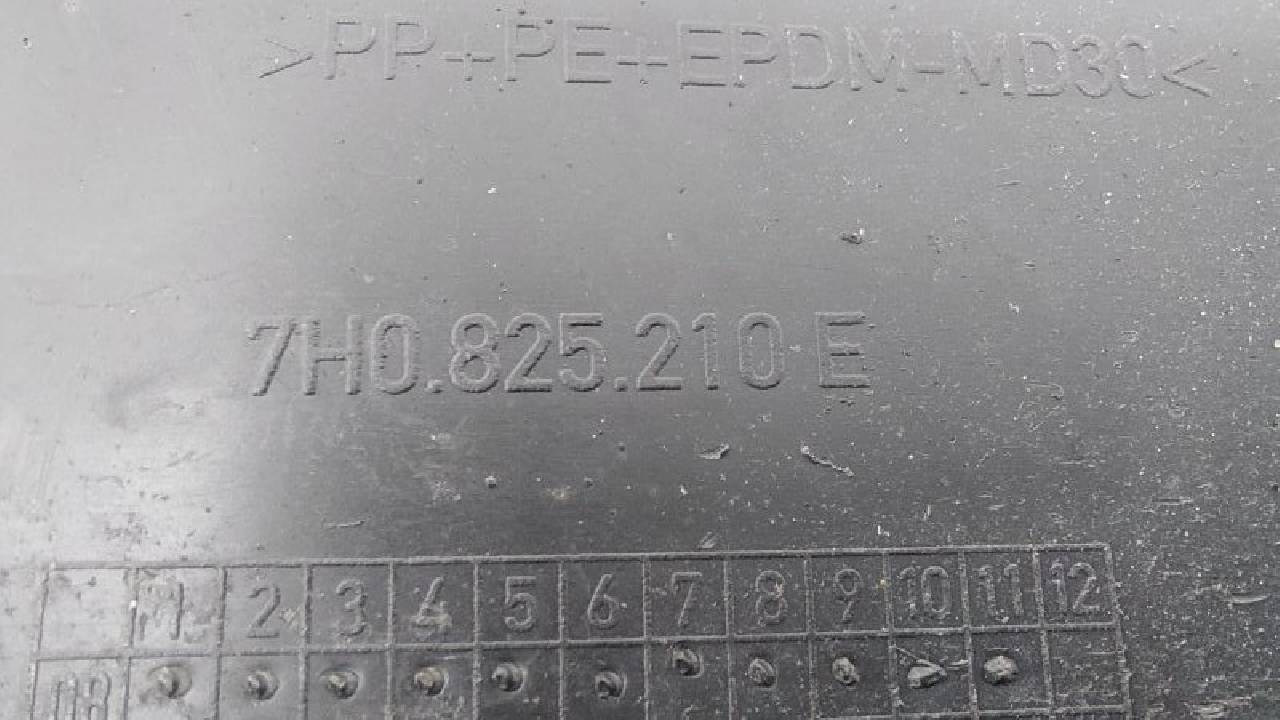 >PP+PE+EPDM-MD30<
7H0.825.210 E
1 2 3 4 5 6 7 8 9 10 11 12
08